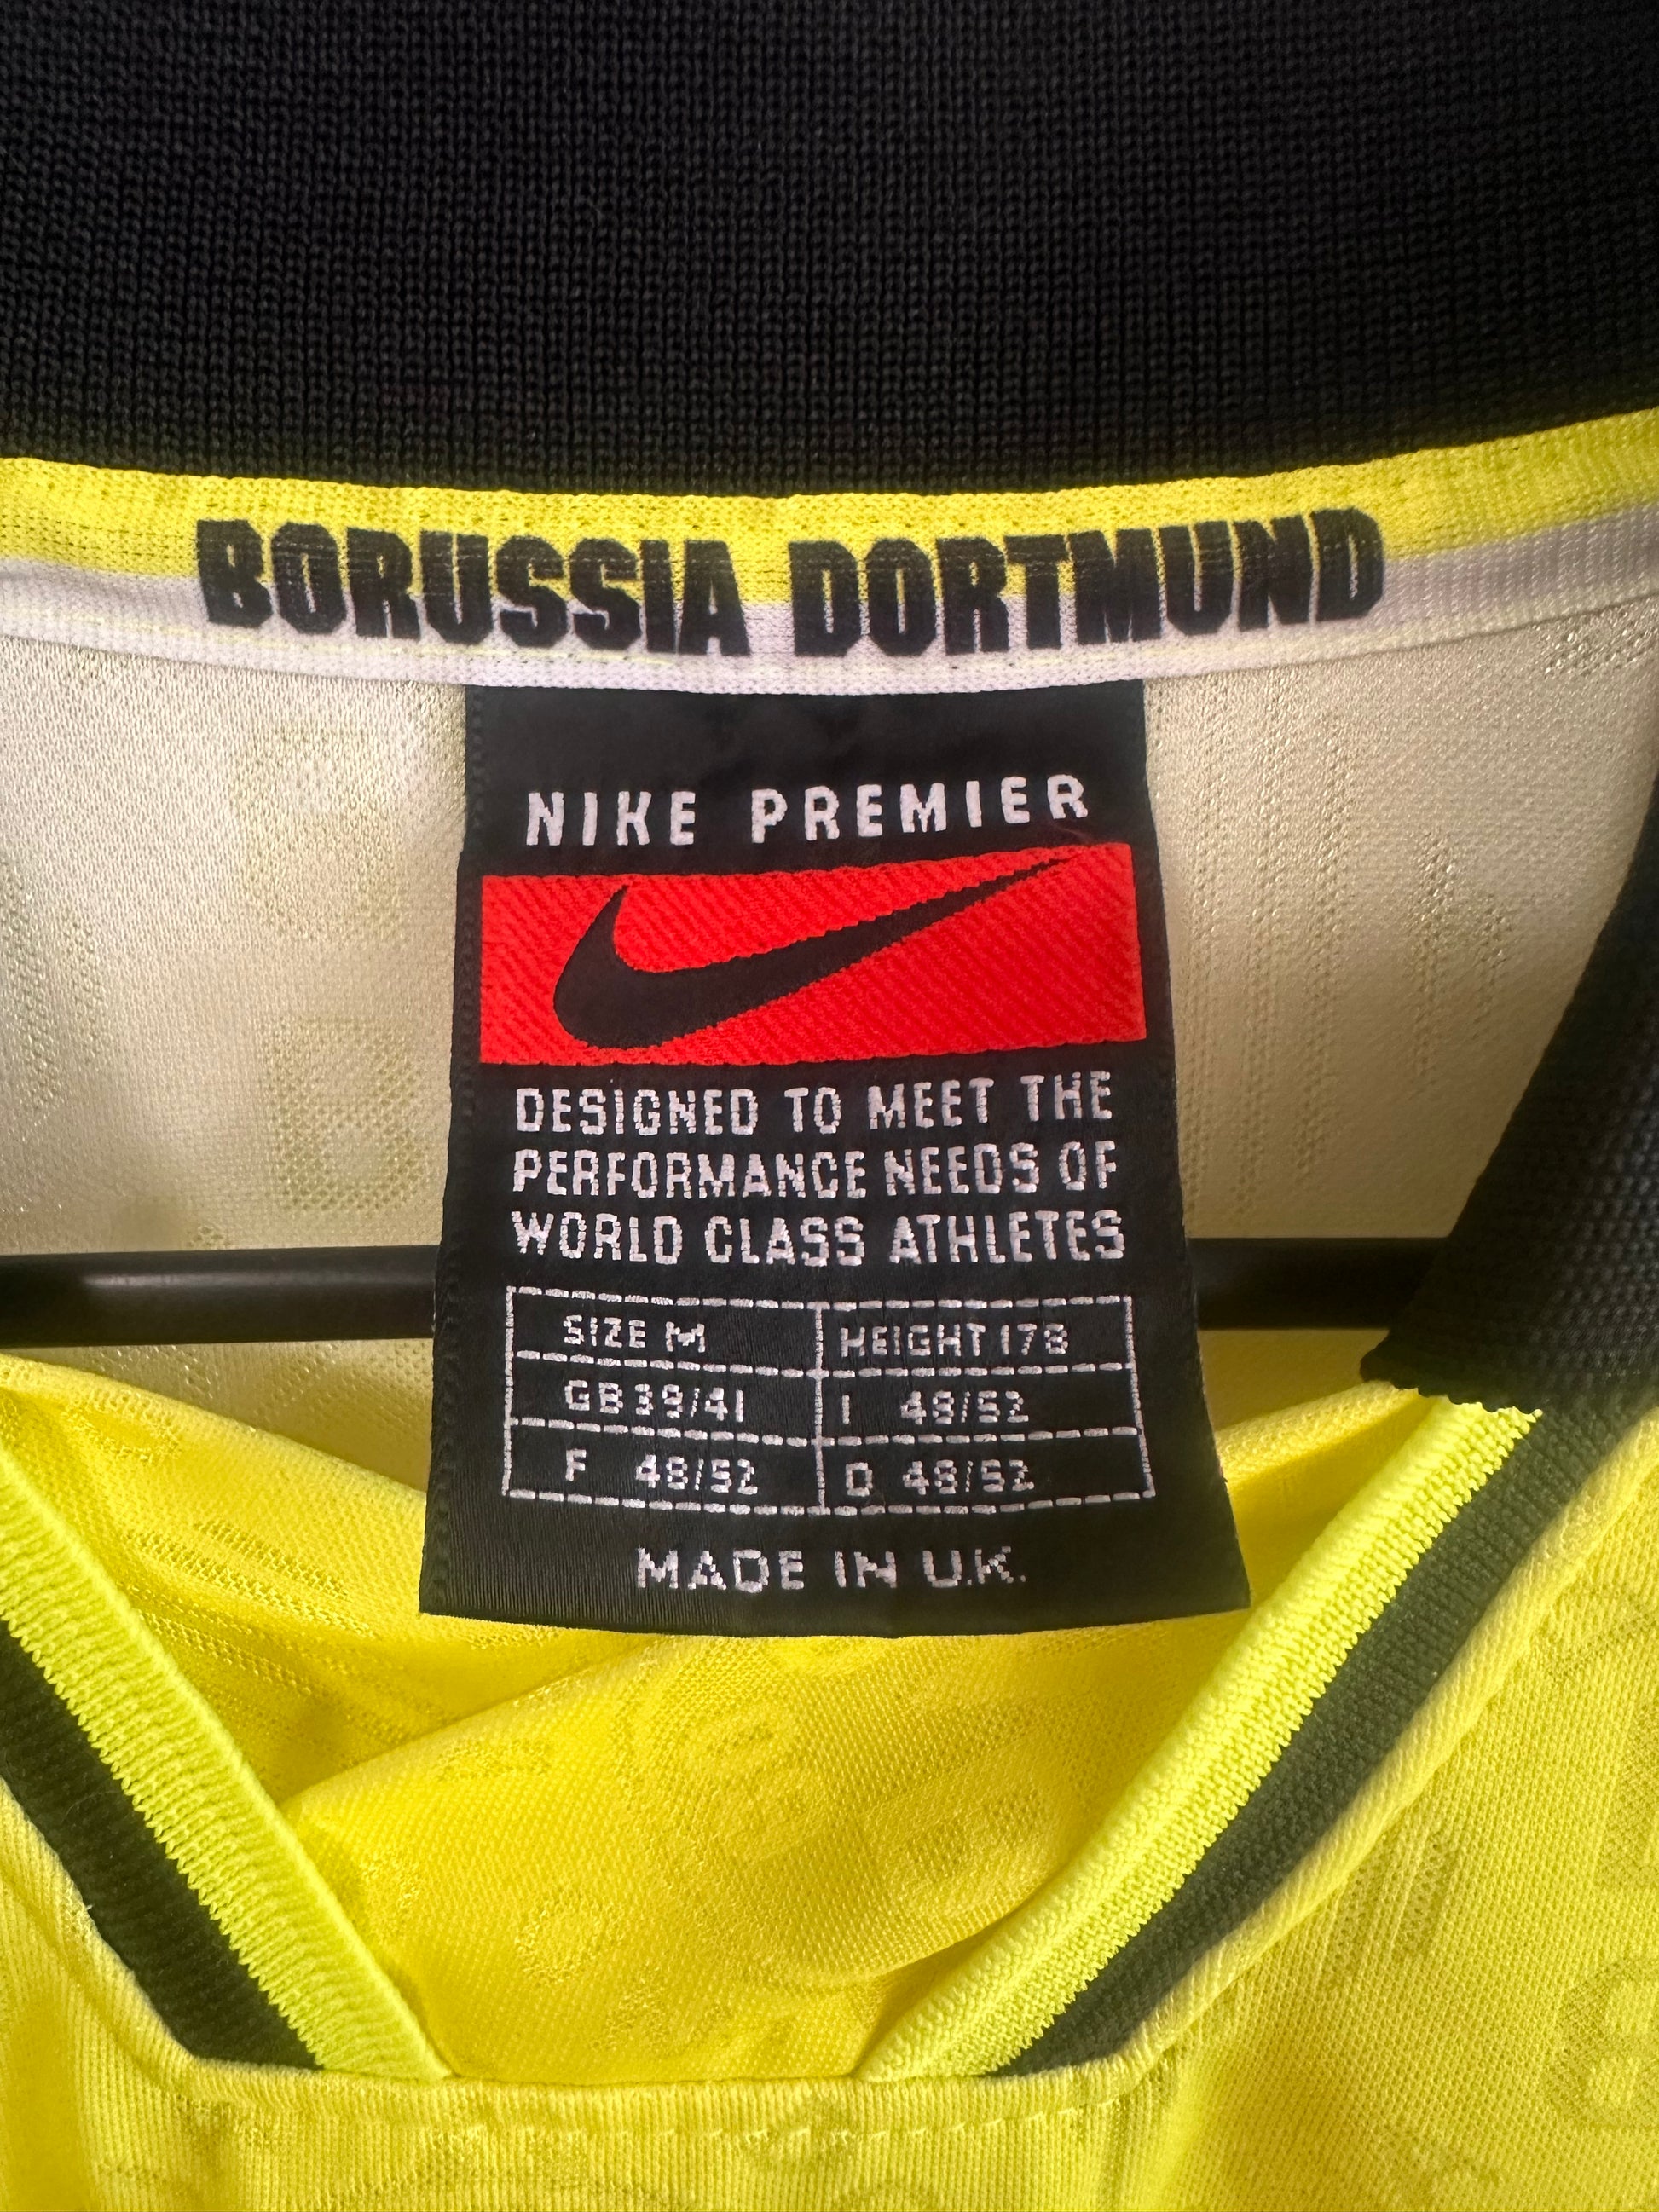 BORUSSIA DORTMUND
NIKE PREMIER
DESIGNED TO MEET THE
PERFORMANCE NEEDS OF
WORLD CLASS ATHLETES
SIZE M HEIGHT 178
GB 39/41 I 48/52
F 48/52 D 48/52
MADE IN U.K.